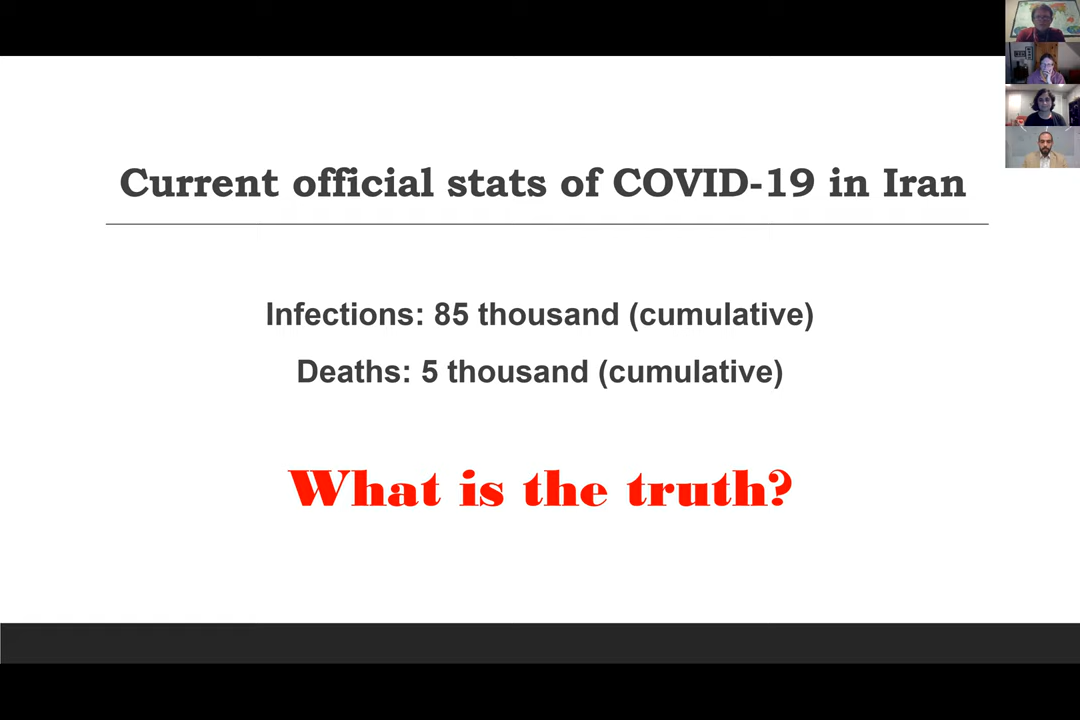 Current official stats of COVID-19 in Iran
Infections: 85 thousand (cumulative)
Deaths: 5 thousand (cumulative)
What is the truth?